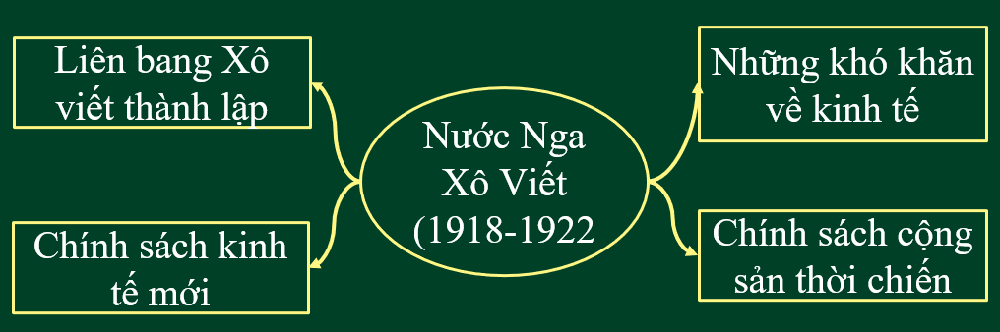 Liên bang Xô
viết thành lập
Những khó khăn
về kinh tế
Nước Nga
Xô Viết
(1918-1922
Chính sách kinh
tế mới
Chính sách cộng
sản thời chiến